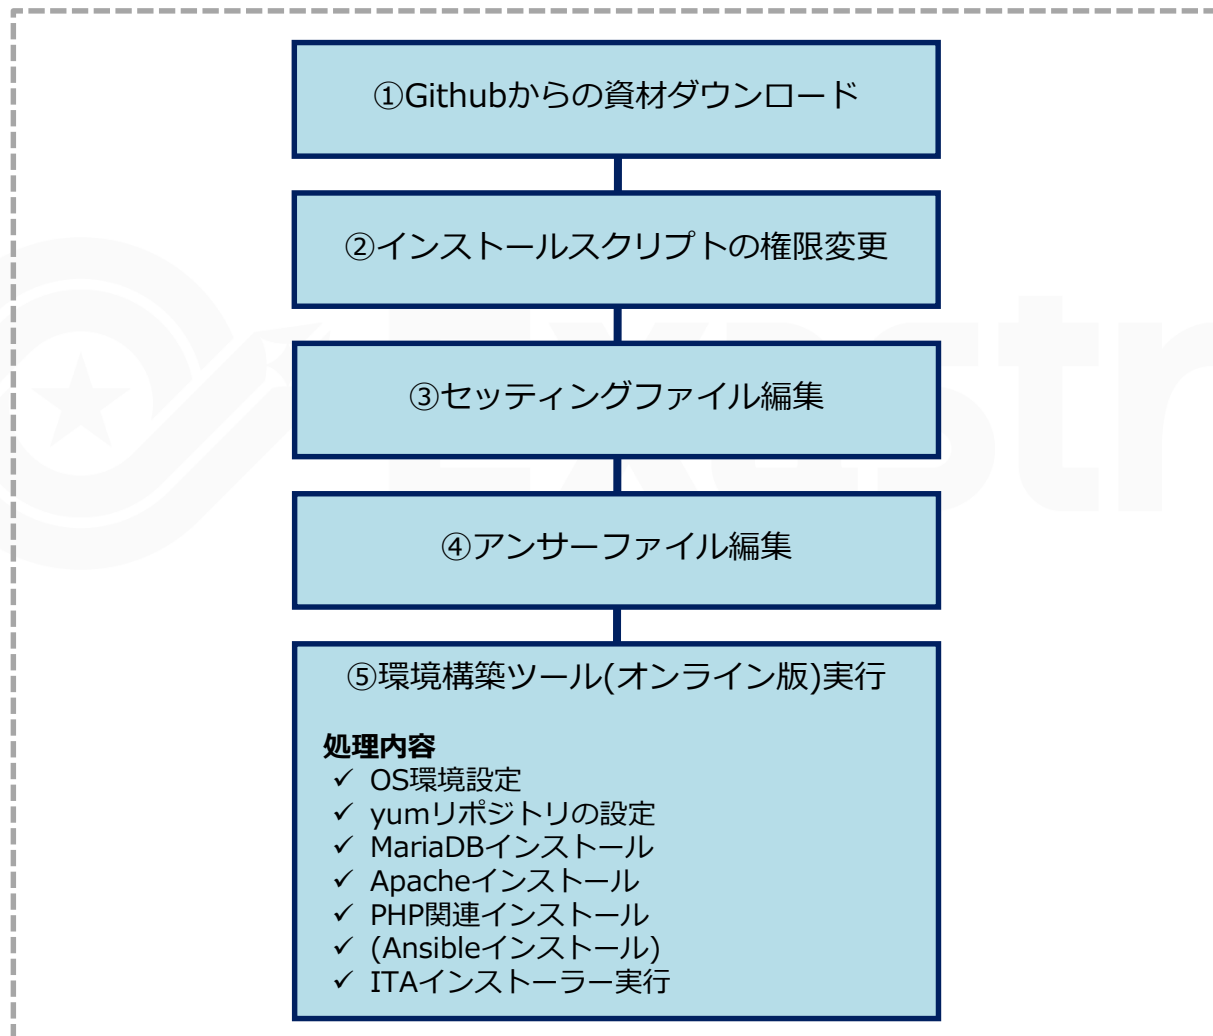 ①Githubからの資材ダウンロード
②インストールスクリプトの権限変更
③セッティングファイル編集
④アンサーファイル編集
⑤環境構築ツール(オンライン版)実行
処理内容
✓ OS環境設定
✓ yumリポジトリの設定
✓ MariaDBインストール
✓ Apacheインストール
✓ PHP関連インストール
✓ (Ansibleインストール)
✓ ITAインストーラー実行
Exastr